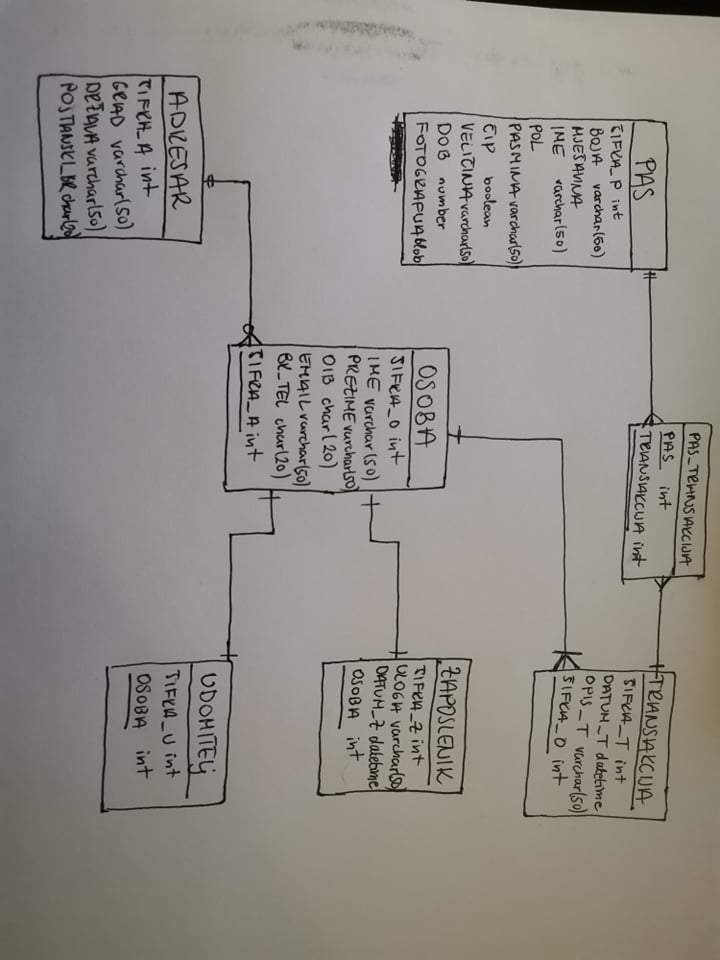 PAS
ŠIFRA_P int
BOJA varchar(50)
MJEŠAVINA
IME varchar(50)
POL
PASMINA varchar(50)
ČIP boolean
VELIČINA varchar(50)
DOB number
FOTOGRAFIJA blob
PAS_TRANSAKCIJA
PAS_ int
TRANSAKCIJA int
TRANSAKCIJA
ŠIFRA_T int
DATUM_T datetime
OPIS_T varchar(50)
ŠIFRA_O int
ADRESAR
ŠIFRA_A int
GRAD varchar(50)
DRŽAVA varchar(50)
POŠTANSKI_BR char(20)
OSOBA
ŠIFRA_O int
IME varchar(50)
PREZIME varchar(50)
OIB char(20)
EMAIL varchar(50)
BR_TEL char(20)
ŠIFRA_A int
ZAPOSLENIK
ŠIFRA_Z int
ULOGA varchar(50)
DATUM_Z datetime
OSOBA int
UDOMITELJ
ŠIFRA_U int
OSOBA int